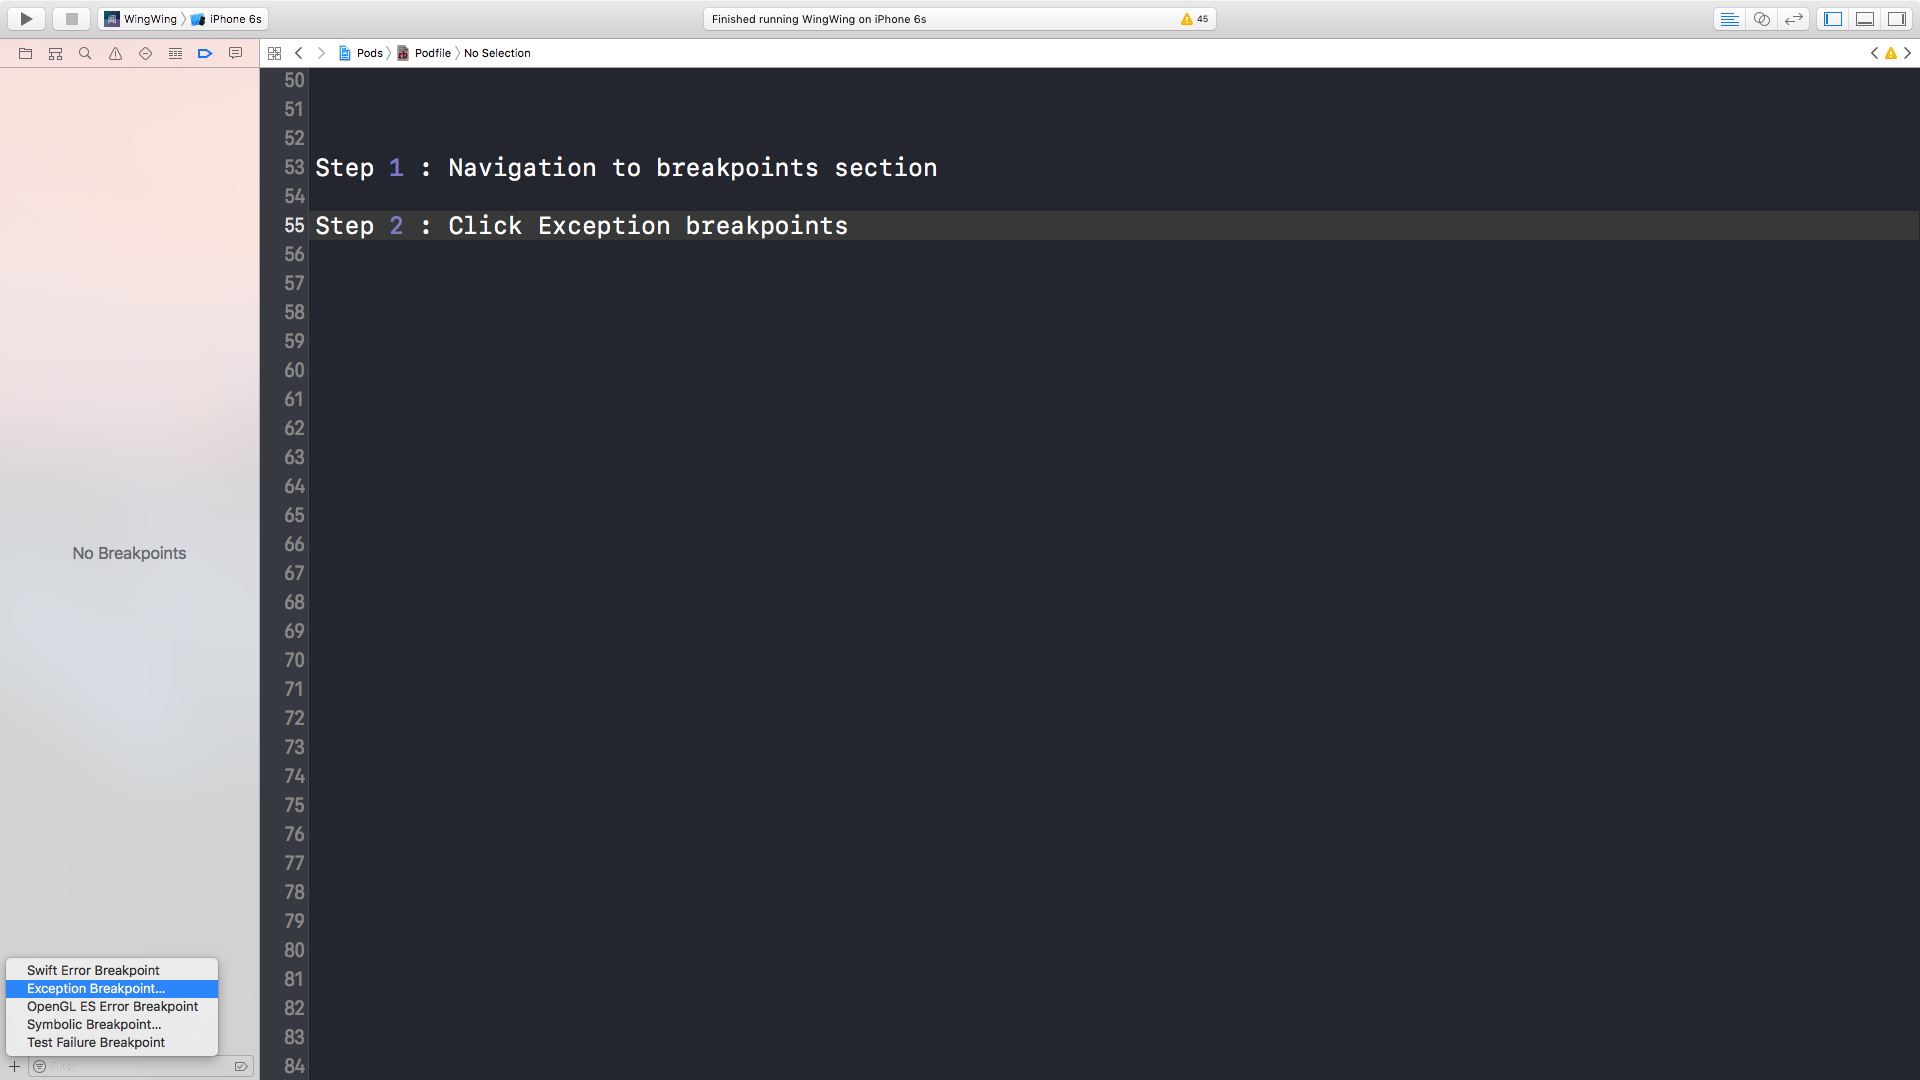 WingWing 〉 iPhone 6s
Finished running WingWing on iPhone 6s
45
Pods 〉 Podfile 〉 No Selection
50
51
52
53 Step 1 : Navigation to breakpoints section
54
55 Step 2 : Click Exception breakpoints
56
57
58
59
60
61
62
63
64
65
66
67
68
69
70
71
72
73
74
75
76
77
78
79
80
81
82
83
84
No Breakpoints
Swift Error Breakpoint
Exception Breakpoint...
OpenGL ES Error Breakpoint
Symbolic Breakpoint...
Test Failure Breakpoint
Filter